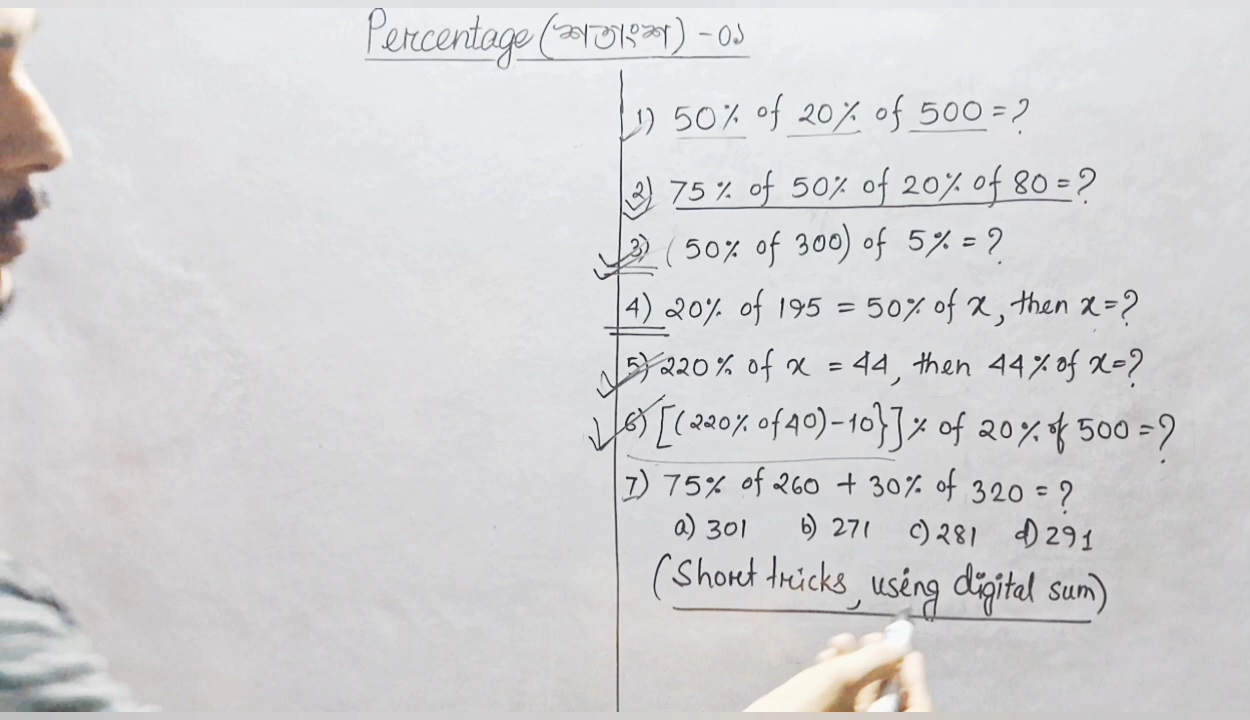 Percentage (শতাংশ) - 01
1) 50% of 20% of 500 = ?
2) 75% of 50% of 20% of 80 = ?
3) (50% of 300) of 5% = ?
4) 20% of 195 = 50% of x, then x = ?
5) 220% of x = 44, then 44% of x = ?
6) [(220% of 40) - 10}]% of 20% of 500 = ?
7) 75% of 260 + 30% of 320 = ?
a) 301 b) 271 c) 281 d) 291
(Short tricks, using digital sum)